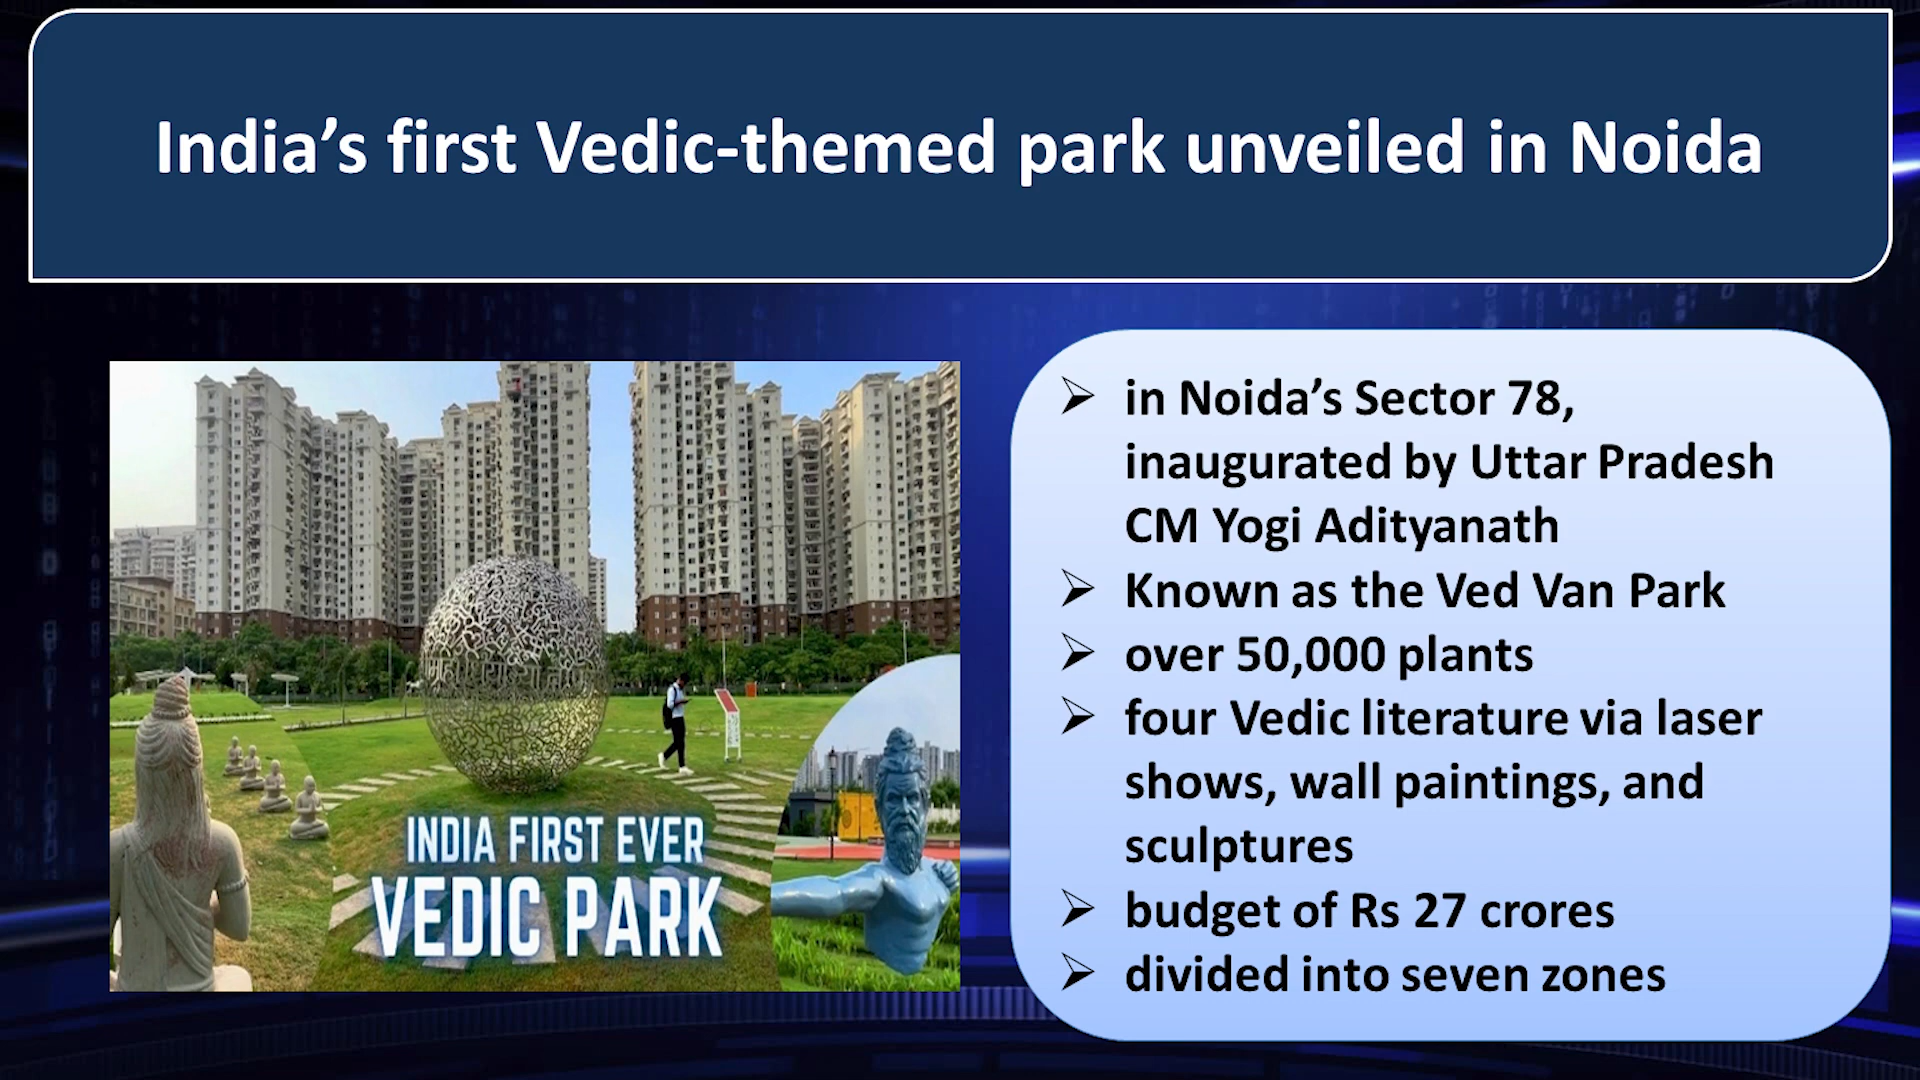 India’s first Vedic-themed park unveiled in Noida
INDIA FIRST EVER
VEDIC PARK
➢ in Noida’s Sector 78,
inaugurated by Uttar Pradesh
CM Yogi Adityanath
➢ Known as the Ved Van Park
➢ over 50,000 plants
➢ four Vedic literature via laser
shows, wall paintings, and
sculptures
➢ budget of Rs 27 crores
➢ divided into seven zones